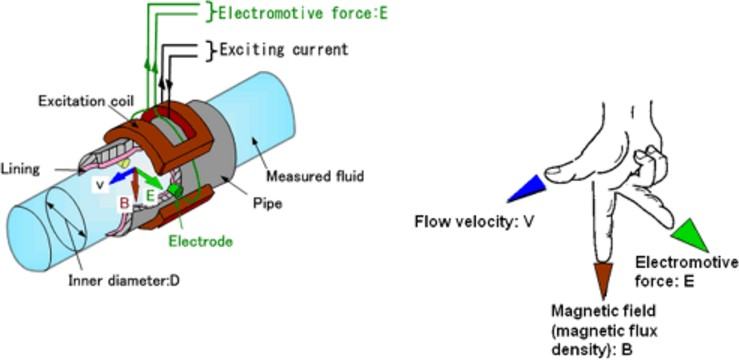 }Electromotive force:E
}Exciting current
Excitation coil
Lining
v
B
E
Measured fluid
Pipe
Electrode
Inner diameter:D
Flow velocity: V
Electromotive
force: E
Magnetic field
(magnetic flux
density): B